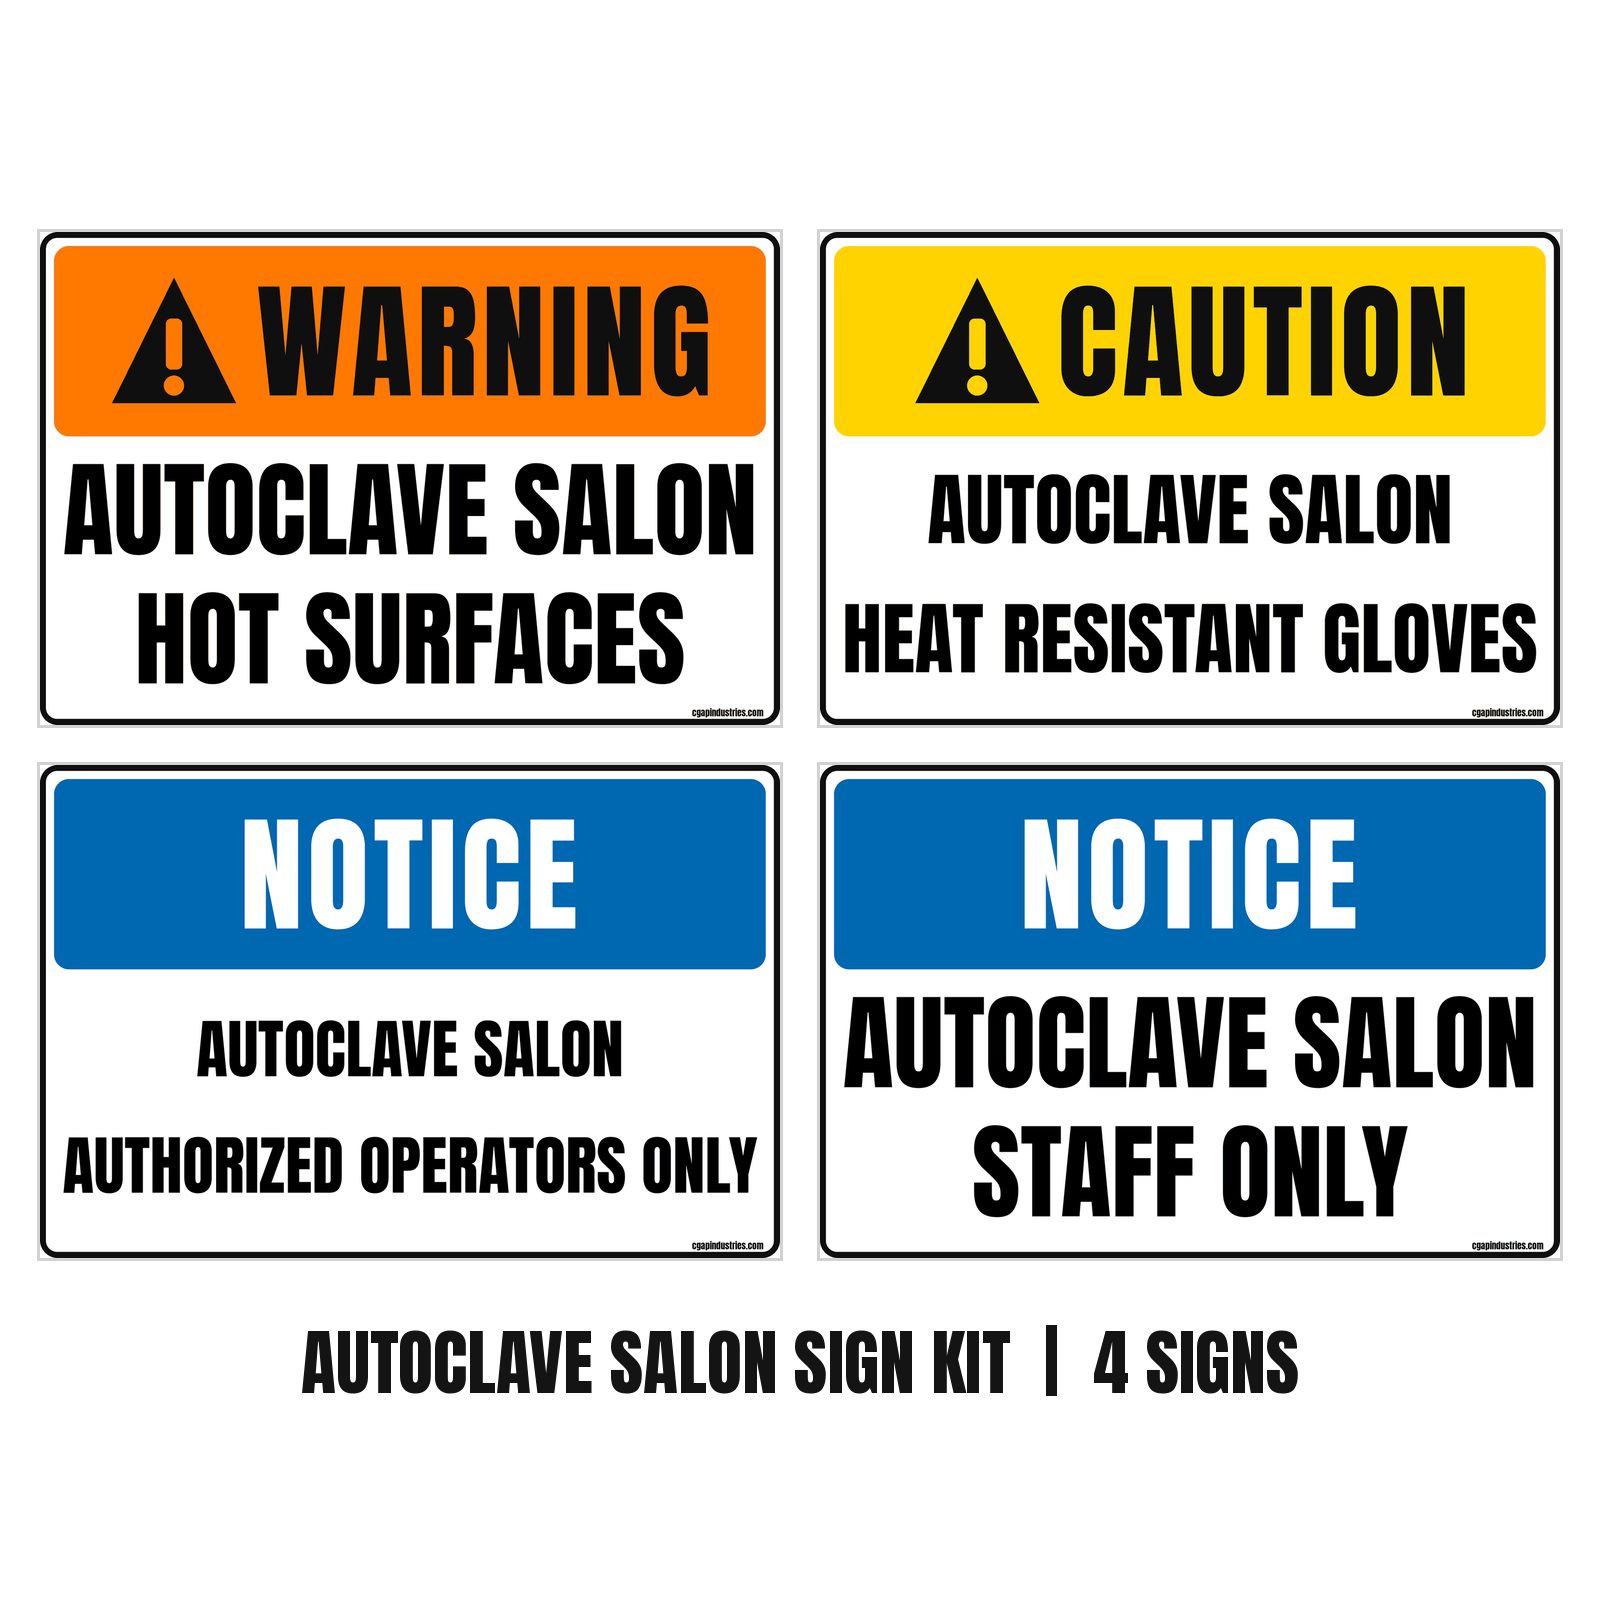 WARNING
AUTOCLAVE SALON
HOT SURFACES
cgapindustries.com
CAUTION
AUTOCLAVE SALON
HEAT RESISTANT GLOVES
cgapindustries.com
NOTICE
AUTOCLAVE SALON
AUTHORIZED OPERATORS ONLY
cgapindustries.com
NOTICE
AUTOCLAVE SALON
STAFF ONLY
cgapindustries.com
AUTOCLAVE SALON SIGN KIT | 4 SIGNS